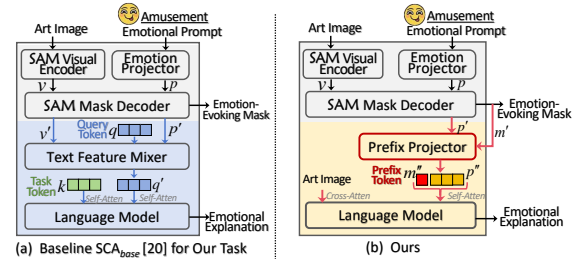 Amusement
Art Image
Emotional Prompt
SAM Visual Encoder
Emotion Projector
v
p
SAM Mask Decoder
Emotion-Evoking Mask
v'
Query Token
q
p'
Text Feature Mixer
Task Token
k
q'
Self-Atten
Self-Atten
Language Model
Emotional Explanation
(a) Baseline SCAbase [20] for Our Task
Amusement
Art Image
Emotional Prompt
SAM Visual Encoder
Emotion Projector
v
p
SAM Mask Decoder
Emotion-Evoking Mask
p'
m'
Prefix Projector
Art Image
Prefix Token
m"
p"
Cross-Atten
Self-Atten
Language Model
Emotional Explanation
(b) Ours